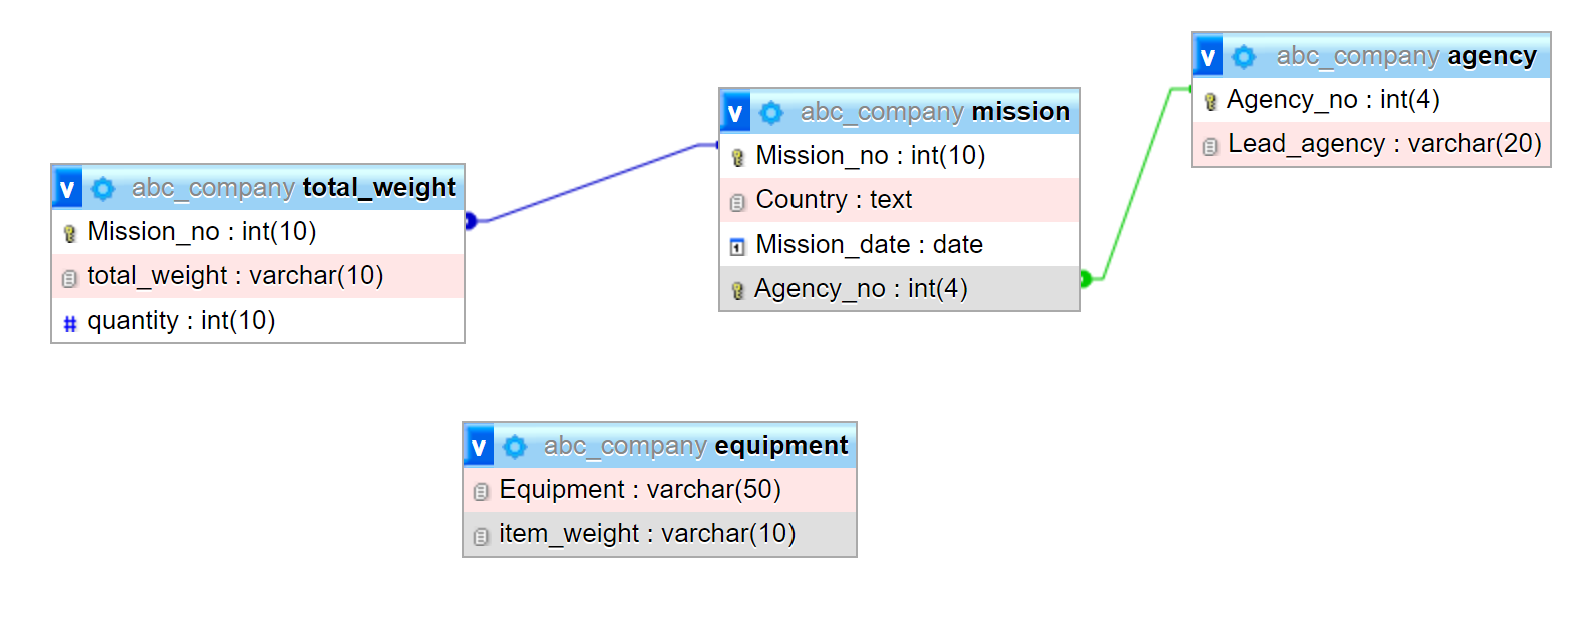 v abc_company total_weight
Mission_no : int(10)
total_weight : varchar(10)
# quantity : int(10)
v abc_company mission
Mission_no : int(10)
Country : text
1 Mission_date : date
Agency_no : int(4)
v abc_company agency
Agency_no : int(4)
Lead_agency : varchar(20)
v abc_company equipment
Equipment : varchar(50)
item_weight : varchar(10)